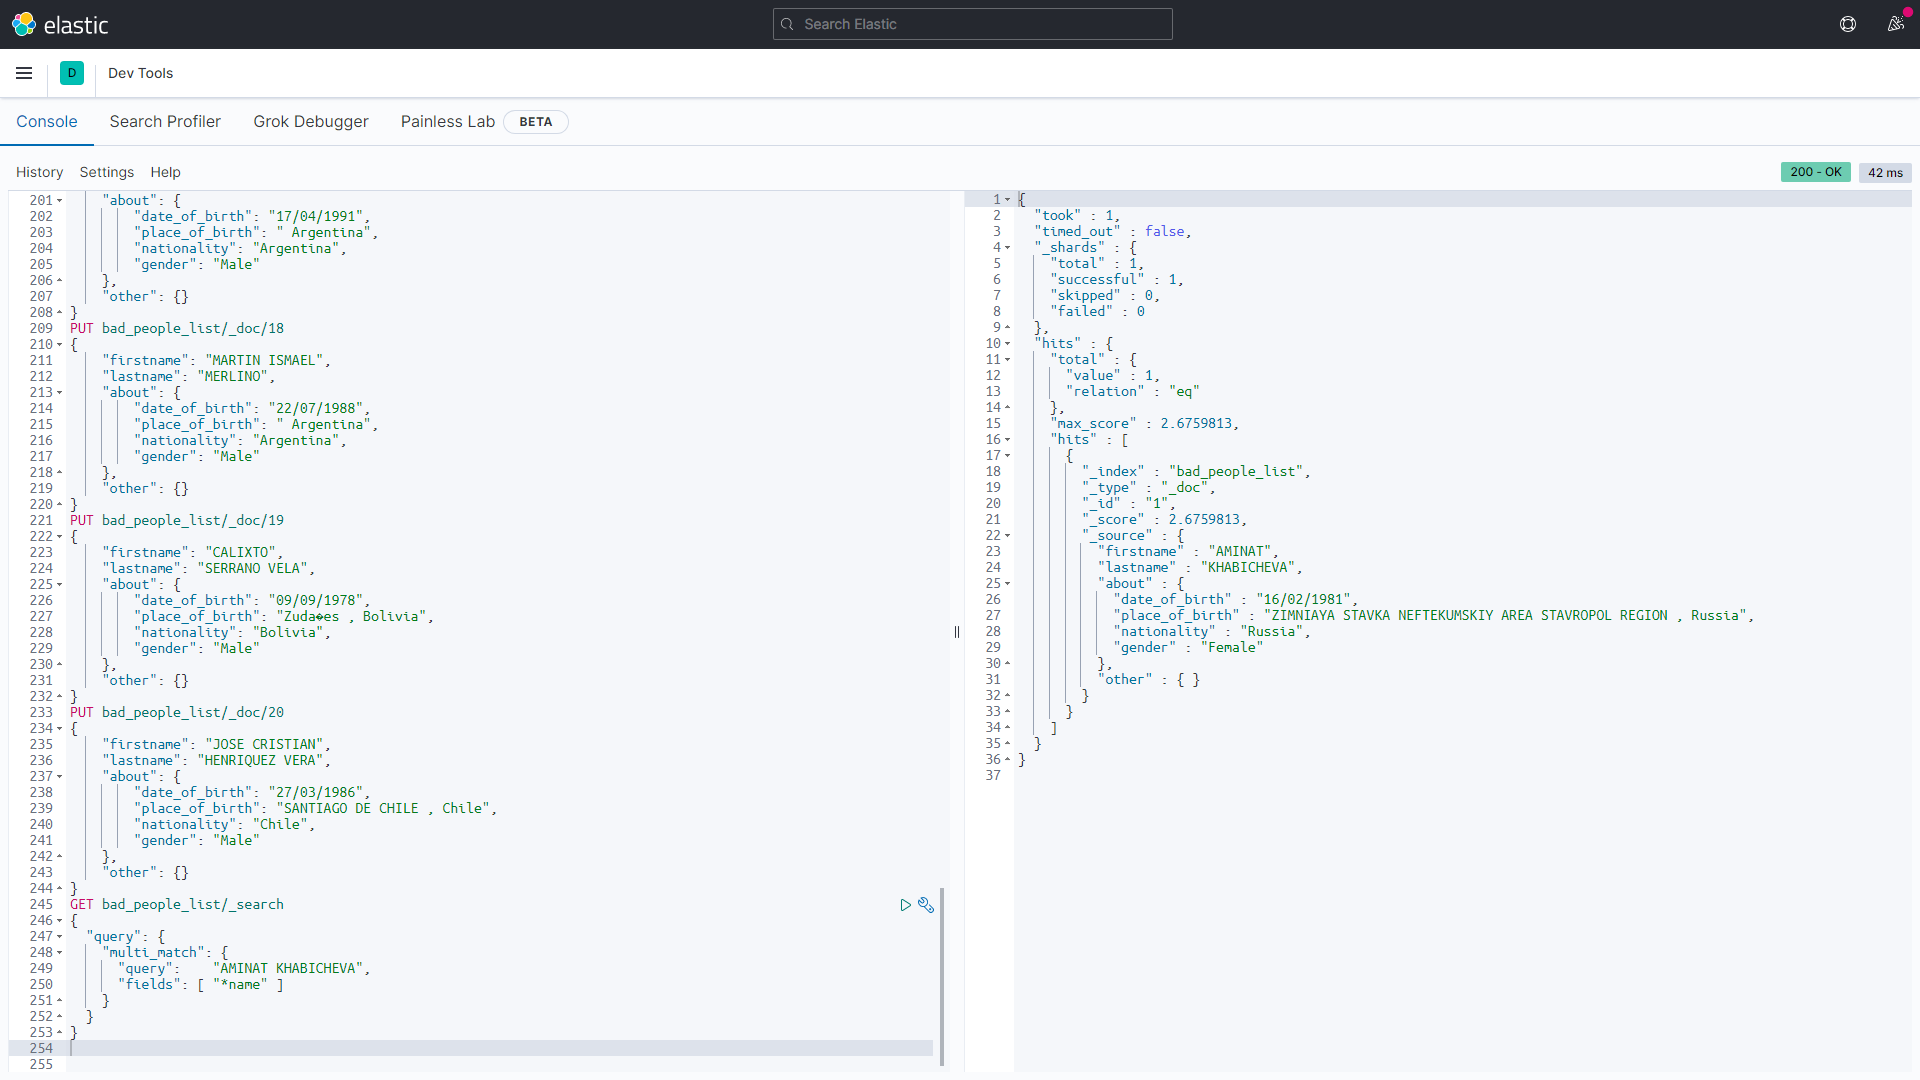 elastic
Search Elastic
D
Dev Tools
Console Search Profiler Grok Debugger Painless Lab BETA
History Settings Help
200 - OK 42 ms
201 "about": {
202 "date_of_birth": "17/04/1991",
203 "place_of_birth": " Argentina",
204 "nationality": "Argentina",
205 "gender": "Male"
206 },
207 "other": {}
208 }
209 PUT bad_people_list/_doc/18
210 {
211 "firstname": "MARTIN ISMAEL",
212 "lastname": "MERLINO",
213 "about": {
214 "date_of_birth": "22/07/1988",
215 "place_of_birth": " Argentina",
216 "nationality": "Argentina",
217 "gender": "Male"
218 },
219 "other": {}
220 }
221 PUT bad_people_list/_doc/19
222 {
223 "firstname": "CALIXTO",
224 "lastname": "SERRANO VELA",
225 "about": {
226 "date_of_birth": "09/09/1978",
227 "place_of_birth": "Zuda�es , Bolivia",
228 "nationality": "Bolivia",
229 "gender": "Male"
230 },
231 "other": {}
232 }
233 PUT bad_people_list/_doc/20
234 {
235 "firstname": "JOSE CRISTIAN",
236 "lastname": "HENRIQUEZ VERA",
237 "about": {
238 "date_of_birth": "27/03/1986",
239 "place_of_birth": "SANTIAGO DE CHILE , Chile",
240 "nationality": "Chile",
241 "gender": "Male"
242 },
243 "other": {}
244 }
245 GET bad_people_list/_search
246 {
247 "query": {
248 "multi_match": {
249 "query":    "AMINAT KHABICHEVA",
250 "fields": [ "*name" ]
251 }
252 }
253 }
254
255
1 {
2 "took" : 1,
3 "timed_out" : false,
4 "_shards" : {
5 "total" : 1,
6 "successful" : 1,
7 "skipped" : 0,
8 "failed" : 0
9 },
10 "hits" : {
11 "total" : {
12 "value" : 1,
13 "relation" : "eq"
14 },
15 "max_score" : 2.6759813,
16 "hits" : [
17 {
18 "_index" : "bad_people_list",
19 "_type" : "_doc",
20 "_id" : "1",
21 "_score" : 2.6759813,
22 "_source" : {
23 "firstname" : "AMINAT",
24 "lastname" : "KHABICHEVA",
25 "about" : {
26 "date_of_birth" : "16/02/1981",
27 "place_of_birth" : "ZIMNIAYA STAVKA NEFTEKUMSKIY AREA STAVROPOL REGION , Russia",
28 "nationality" : "Russia",
29 "gender" : "Female"
30 },
31 "other" : { }
32 }
33 }
34 ]
35 }
36 }
37